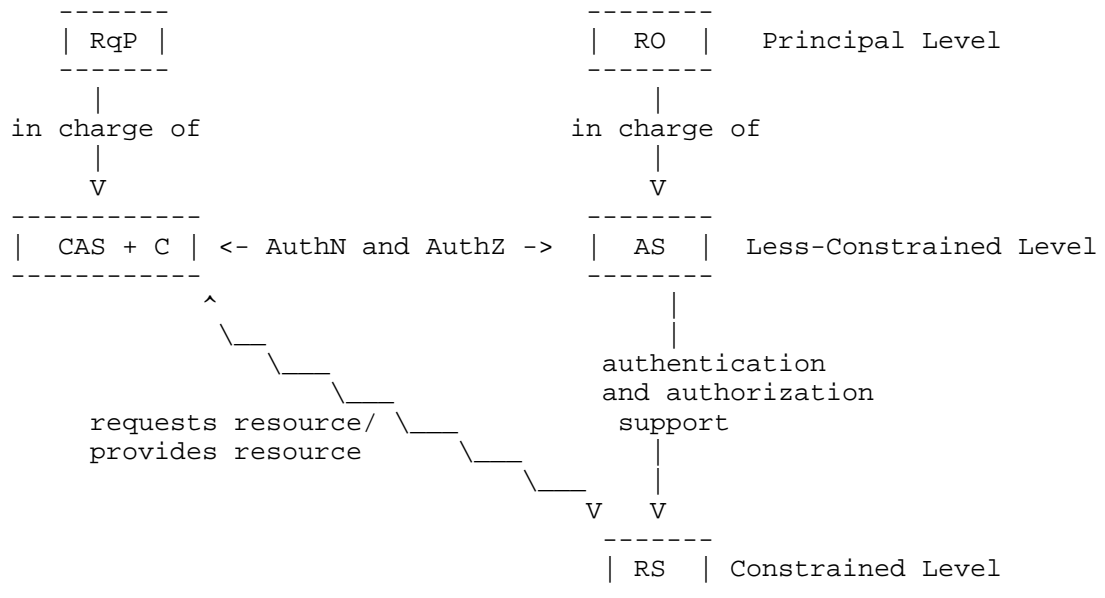 RqP RO Principal Level
in charge of in charge of
CAS + C <- AuthN and AuthZ -> AS Less-Constrained Level
authentication
and authorization
requests resource/ support
provides resource
RS Constrained Level